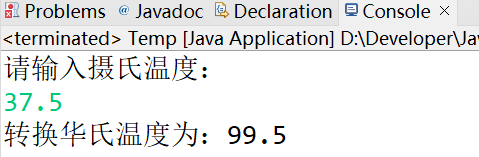 Problems @ Javadoc Declaration Console
<terminated> Temp [Java Application] D:\Developer\Jav
请输入摄氏温度：
37.5
转换华氏温度为：99.5